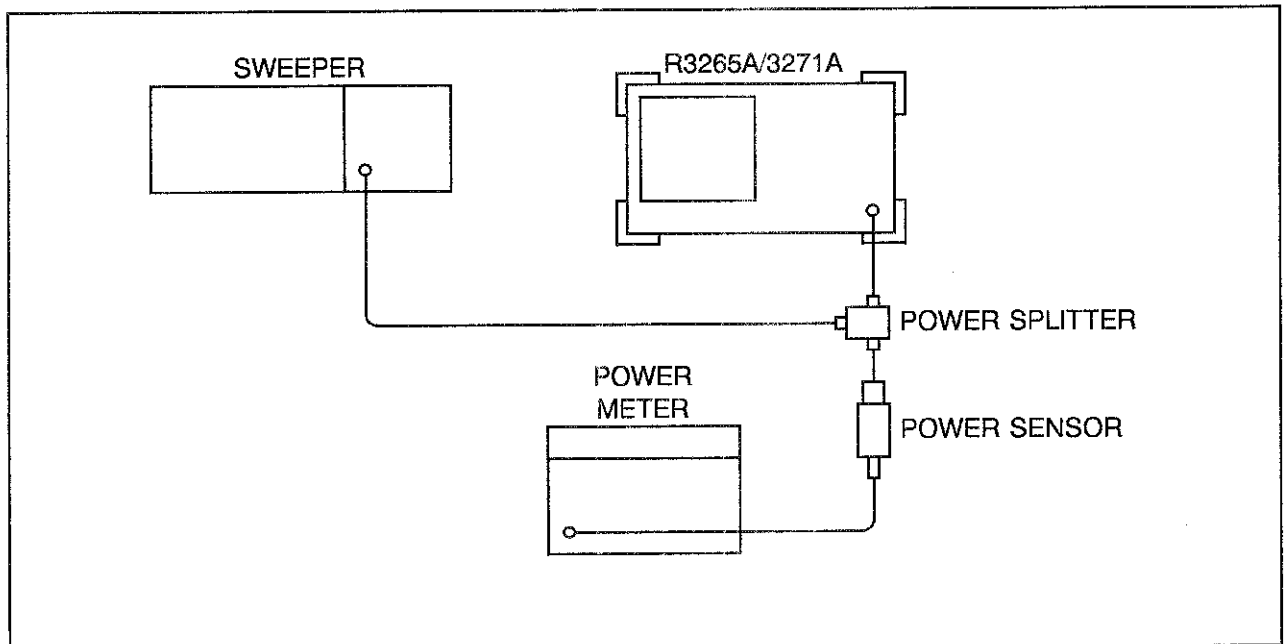 SWEEPER
R3265A/3271A
POWER SPLITTER
POWER
METER
POWER SENSOR